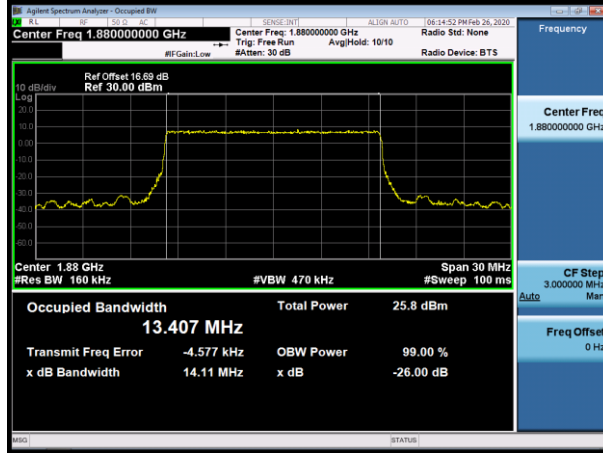 Agilent Spectrum Analyzer - Occupied BW
RL RF 50 Ω AC SENSE:INT ALIGN AUTO 06:14:52 PM Feb 26, 2020
Center Freq 1.880000000 GHz
Center Freq: 1.880000000 GHz
Radio Std: None
Trig: Free Run Avg|Hold: 10/10
#IFGain:Low #Atten: 30 dB Radio Device: BTS
Frequency
Ref Offset 16.69 dB
10 dB/div Ref 30.00 dBm
Log
20.0
10.0
0.00
-10.0
-20.0
-30.0
-40.0
-50.0
-60.0
Center 1.88 GHz Span 30 MHz
#Res BW 160 kHz #VBW 470 kHz #Sweep 100 ms
Center Freq
1.880000000 GHz
CF Step
3.000000 MHz
Auto Man
Freq Offset
0 Hz
Occupied Bandwidth Total Power 25.8 dBm
13.407 MHz
Transmit Freq Error -4.577 kHz OBW Power 99.00 %
x dB Bandwidth 14.11 MHz x dB -26.00 dB
MSG STATUS